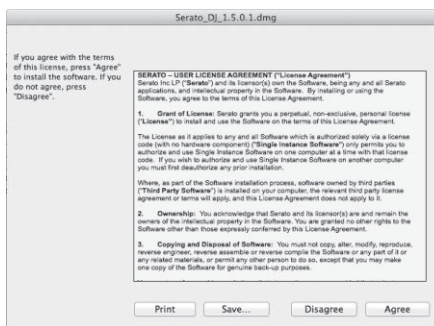 Serato_DJ_1.5.0.1.dmg
If you agree with the terms
of this license, press "Agree"
to install the software. If you
do not agree, press
"Disagree".
SERATO – USER LICENSE AGREEMENT ("License Agreement")
Serato Inc LP ("Serato") and its licensor(s) own the Software, being any and all Serato
applications, and intellectual property in the Software. By installing or using the
Software, you agree to the terms of this License Agreement.
1. Grant of License: Serato grants you a perpetual, non-exclusive, personal license
("License") to install and use the Software on the terms of this License Agreement.
The License as it applies to any and all Software which is authorized solely via a license
code (with no hardware component) ("Single Instance Software") only permits you to
authorize and use Single Instance Software on one computer at a time with that license
code. If you wish to authorize and use Single Instance Software on another computer
you must first deauthorize any prior installation.
Where, as part of the Software installation process, software owned by third parties
("Third Party Software") is installed on your computer, the relevant third party license
agreement or terms will apply, and this License Agreement does not apply to it.
2. Ownership: You acknowledge that Serato and its licensor(s) are and remain the
owners of the intellectual property in the Software. You are granted no other rights to the
Software other than those expressly conferred by this License Agreement.
3. Copying and Disposal of Software: You must not copy, alter, modify, reproduce,
reverse engineer, reverse assemble or reverse compile the Software or any part of it or
any related materials, or permit any other person to do so, except that you may make
one copy of the Software for genuine back-up purposes.
Print Save... Disagree Agree